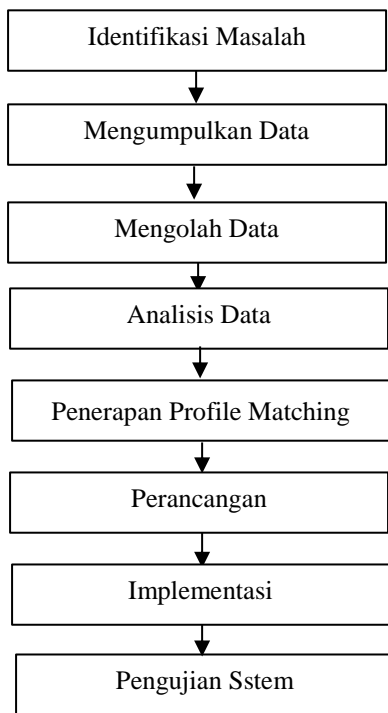 Identifikasi Masalah
Mengumpulkan Data
Mengolah Data
Analisis Data
Penerapan Profile Matching
Perancangan
Implementasi
Pengujian Sstem